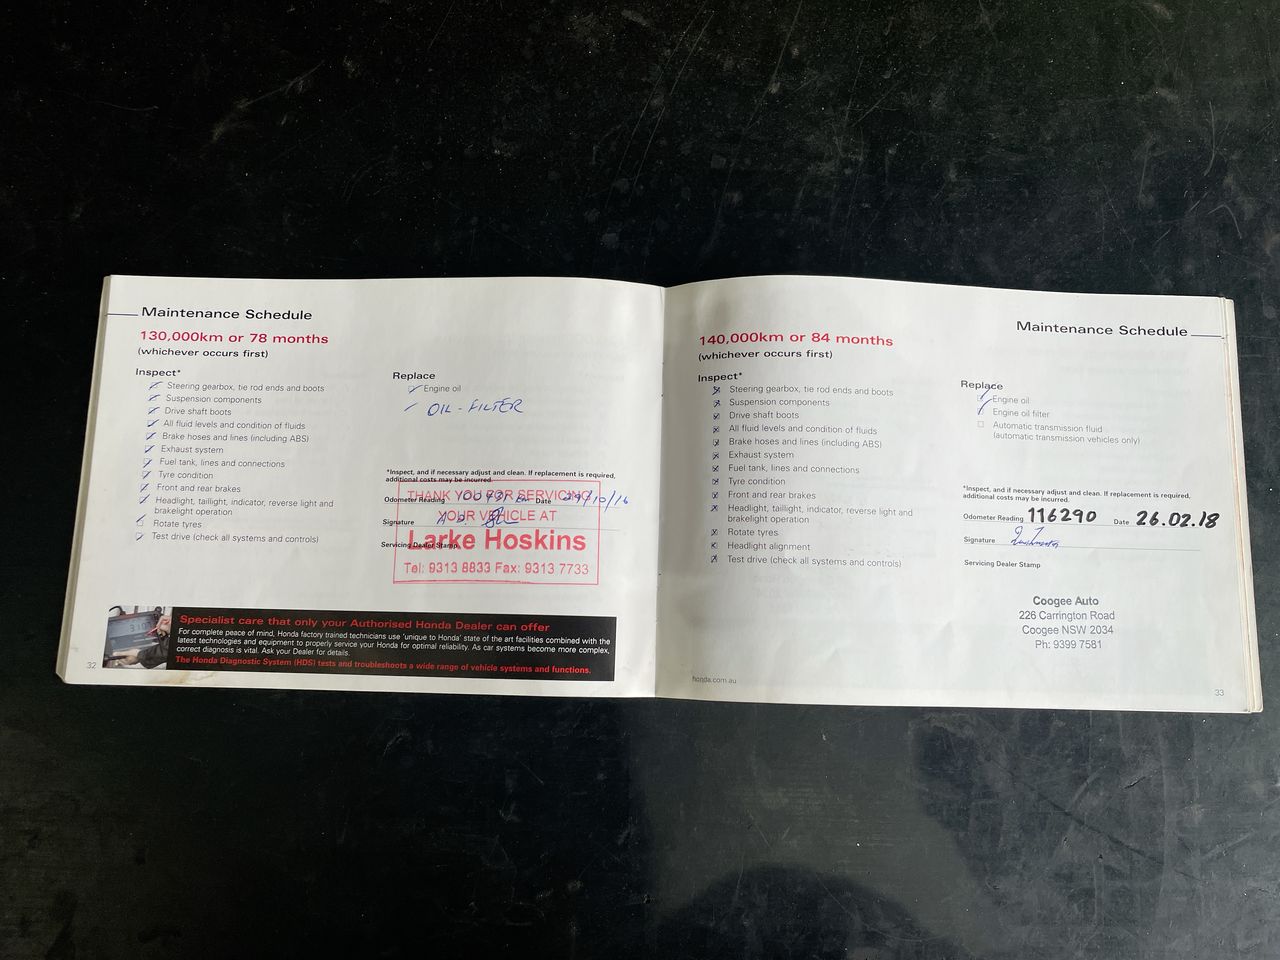 Maintenance Schedule
130,000km or 78 months
(whichever occurs first)
Inspect*
Steering gearbox, tie rod ends and boots
Suspension components
Drive shaft boots
All fluid levels and condition of fluids
Brake hoses and lines (including ABS)
Exhaust system
Fuel tank, lines and connections
Tyre condition
Front and rear brakes
Headlight, taillight, indicator, reverse light and
brakelight operation
Rotate tyres
Test drive (check all systems and controls)
Replace
Engine oil
OIL - FILTER
*Inspect, and if necessary adjust and clean. If replacement is required,
additional costs may be incurred.
Odometer Reading Date 29/10/16
Signature
Servicing Dealer Stamp
THANK YOU FOR SERVICING
YOUR VEHICLE AT
Larke Hoskins
Tel: 9313 8833 Fax: 9313 7733
Specialist care that only your Authorised Honda Dealer can offer
For complete peace of mind, Honda factory trained technicians use 'unique to Honda' state of the art facilities combined with the
latest technologies and equipment to properly service your Honda for optimal reliability. As cars become more complex,
correct diagnosis is vital. Ask your Dealer for details.
The Honda Diagnostic System (HDS) tests and troubleshoots a wide range of vehicle systems and functions.
32
Maintenance Schedule
140,000km or 84 months
(whichever occurs first)
Inspect*
Steering gearbox, tie rod ends and boots
Suspension components
Drive shaft boots
All fluid levels and condition of fluids
Brake hoses and lines (including ABS)
Exhaust system
Fuel tank, lines and connections
Tyre condition
Front and rear brakes
Headlight, taillight, indicator, reverse light and
brakelight operation
Rotate tyres
Headlight alignment
Test drive (check all systems and controls)
Replace
Engine oil
Engine oil filter
Automatic transmission fluid
(automatic transmission vehicles only)
*Inspect, and if necessary adjust and clean. If replacement is required,
additional costs may be incurred.
Odometer Reading 116290 Date 26.02.18
Signature
Servicing Dealer Stamp
Coogee Auto
226 Carrington Road
Coogee NSW 2034
Ph: 9399 7581
honda.com.au
33